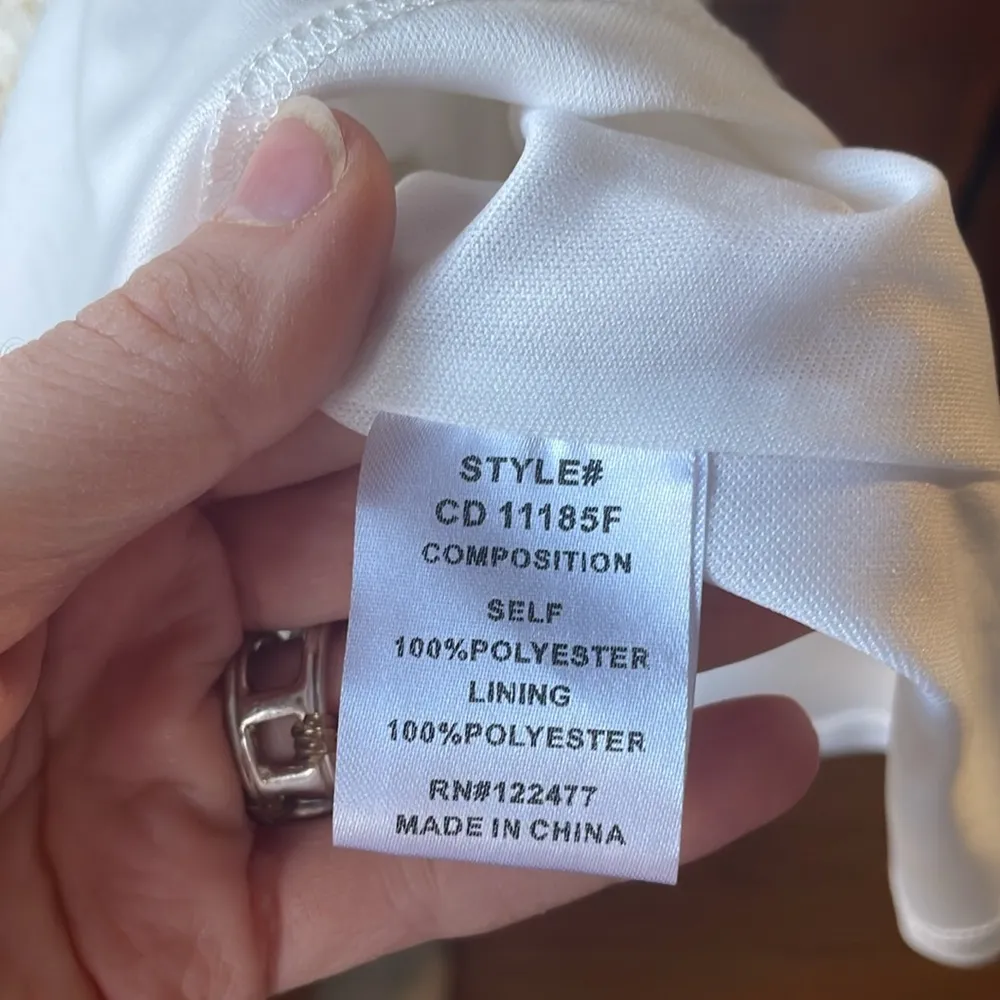 STYLE#
CD 11185F
COMPOSITION
SELF
100%POLYESTER
LINING
100%POLYESTER
RN#122477
MADE IN CHINA